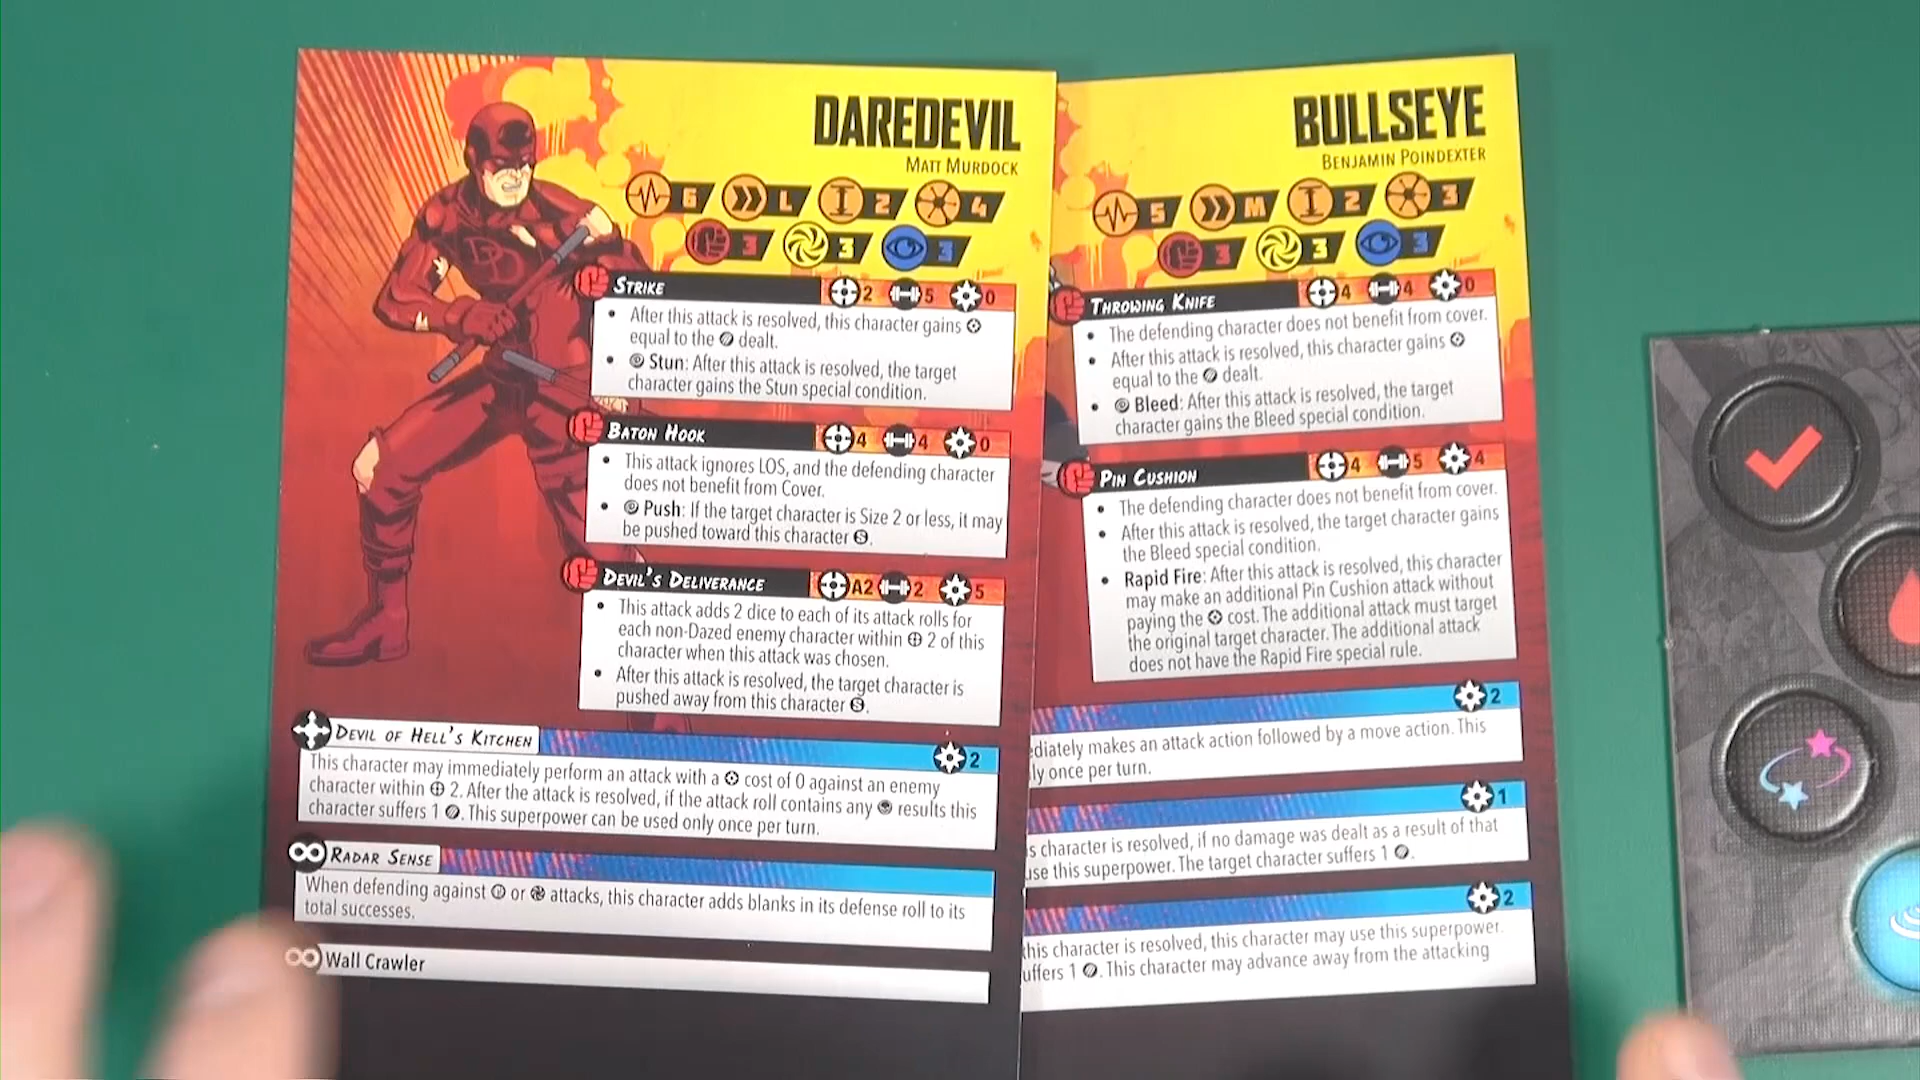 DAREDEVIL
MATT MURDOCK
6 L 2 4
3 3 3
STRIKE 2 5 0
• After this attack is resolved, this character gains
equal to the dealt.
• Stun: After this attack is resolved, the target
character gains the Stun special condition.
BATON HOOK 4 4 0
• This attack ignores LOS, and the defending character
does not benefit from Cover.
• Push: If the target character is Size 2 or less, it may
be pushed toward this character S.
DEVIL'S DELIVERANCE A2 2 5
• This attack adds 2 dice to each of its attack rolls for
each non-Dazed enemy character within 2 of this
character when this attack was chosen.
• After this attack is resolved, the target character is
pushed away from this character S.
DEVIL OF HELL'S KITCHEN 2
This character may immediately perform an attack with a cost of 0 against an enemy
character within 2. After the attack is resolved, if the attack roll contains any results this
character suffers 1 . This superpower can be used only once per turn.
RADAR SENSE
When defending against or attacks, this character adds blanks in its defense roll to its
total successes.
Wall Crawler
BULLSEYE
BENJAMIN POINDEXTER
5 M 2 3
3 3 3
THROWING KNIFE 4 4 0
• The defending character does not benefit from cover.
• After this attack is resolved, this character gains
equal to the dealt.
• Bleed: After this attack is resolved, the target
character gains the Bleed special condition.
PIN CUSHION 4 5 4
• The defending character does not benefit from cover.
• After this attack is resolved, the target character gains
the Bleed special condition.
• Rapid Fire: After this attack is resolved, this character
may make an additional Pin Cushion attack without
paying the cost. The additional attack must target
the original target character. The additional attack
does not have the Rapid Fire special rule.
2
ediately makes an attack action followed by a move action. This
ly once per turn.
1
s character is resolved, if no damage was dealt as a result of that
use this superpower. The target character suffers 1 .
2
this character is resolved, this character may use this superpower.
uffers 1 . This character may advance away from the attacking